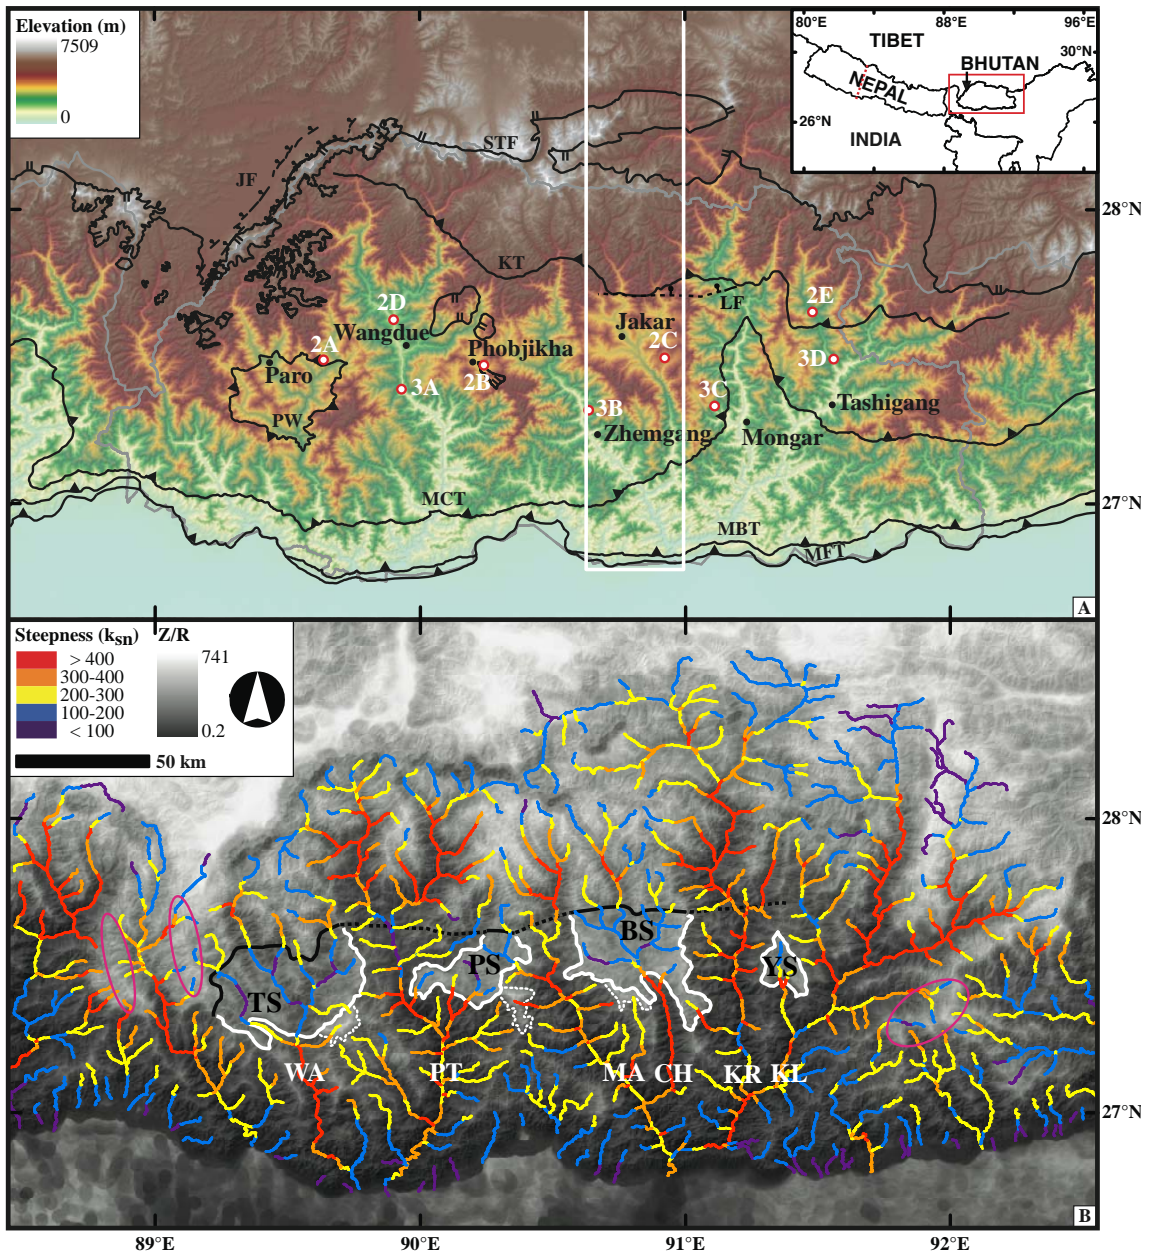 Elevation (m)
7509
0
80°E 88°E 96°E
TIBET
30°N
BHUTAN
NEPAL
26°N
INDIA
STF
JF
28°N
KT
LF
2E
2D
Wangdue
Jakar
2A
Phobjikha
2C
3D
Paro
2B
3A
3B
3C
Tashigang
PW
Zhemgang
Mongar
MCT
27°N
MBT
MFT
A
Steepness (ksn)
> 400
300-400
200-300
100-200
< 100
Z/R
741
0.2
50 km
28°N
BS
PS
YS
TS
WA PT MA CH KR KL
27°N
B
89°E 90°E 91°E 92°E